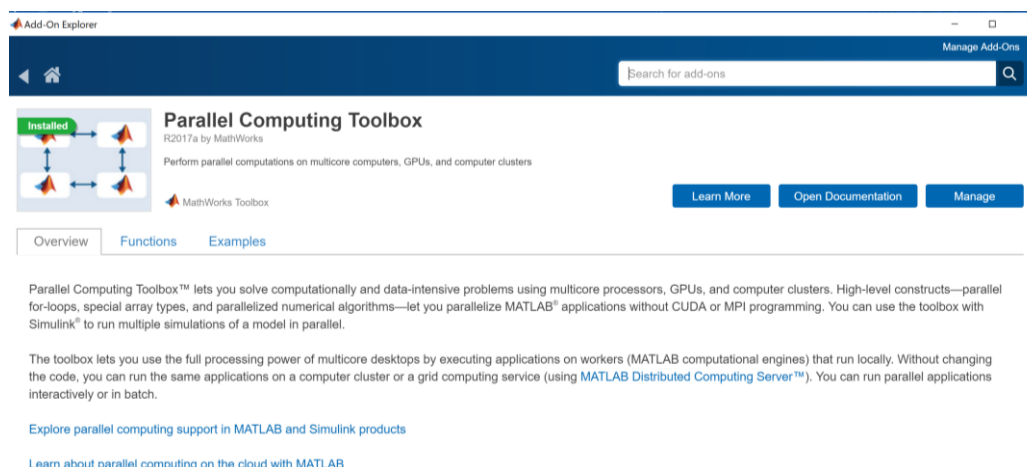 Add-On Explorer
Manage Add-Ons
Search for add-ons
Installed
Parallel Computing Toolbox
R2017a by MathWorks
Perform parallel computations on multicore computers, GPUs, and computer clusters
MathWorks Toolbox
Learn More
Open Documentation
Manage
Overview
Functions
Examples
Parallel Computing Toolbox™ lets you solve computationally and data-intensive problems using multicore processors, GPUs, and computer clusters. High-level constructs—parallel
for-loops, special array types, and parallelized numerical algorithms—let you parallelize MATLAB® applications without CUDA or MPI programming. You can use the toolbox with
Simulink® to run multiple simulations of a model in parallel.
The toolbox lets you use the full processing power of multicore desktops by executing applications on workers (MATLAB computational engines) that run locally. Without changing
the code, you can run the same applications on a computer cluster or a grid computing service (using MATLAB Distributed Computing Server™). You can run parallel applications
interactively or in batch.
Explore parallel computing support in MATLAB and Simulink products
Learn about parallel computing on the cloud with MATLAB